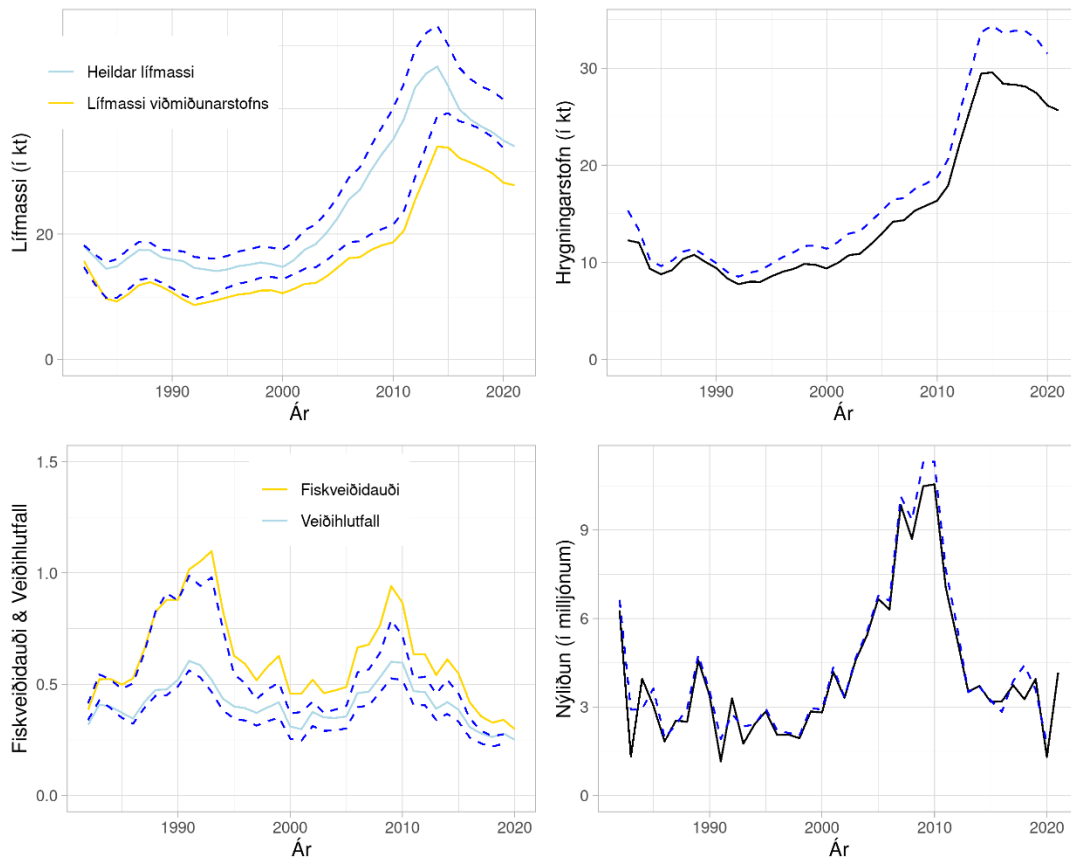 Lífmassi (í kt)
20
0
Heildar lífmassi
Lífmassi viðmiðunarstofns
1990
2000
2010
2020
Ár
Hrygningarstofn (í kt)
30
20
10
0
1990
2000
2010
2020
Ár
Fiskveiðidauði & Veiðihlutfall
1.5
1.0
0.5
0.0
Fiskveiðidauði
Veiðihlutfall
1990
2000
2010
2020
Ár
Nýliðun (í milljónum)
9
6
3
0
1990
2000
2010
2020
Ár